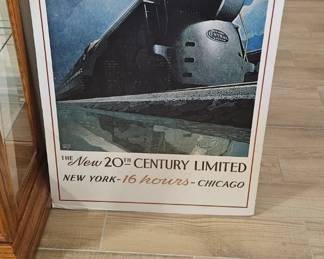 THE New 20TH CENTURY LIMITED
NEW YORK - 16 hours - CHICAGO